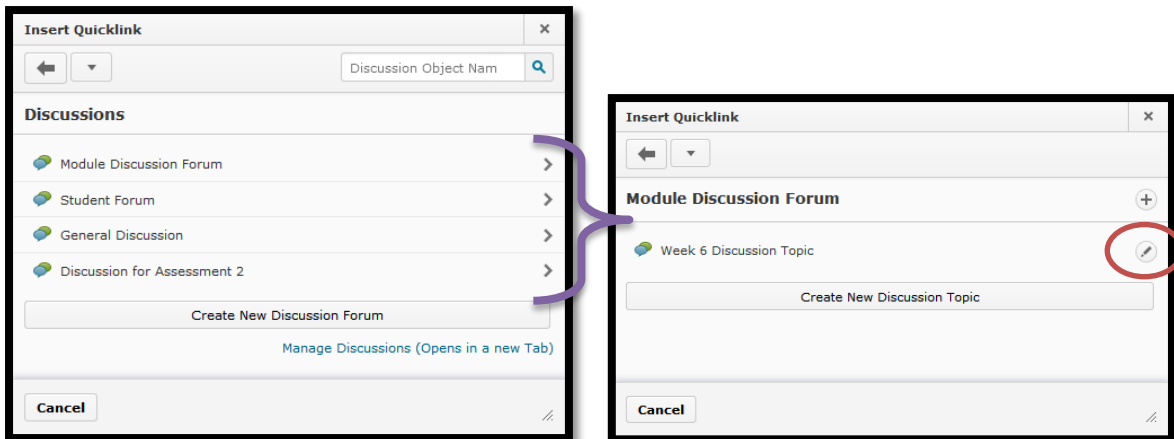 Insert Quicklink
Discussion Object Nam
Discussions
Module Discussion Forum
Student Forum
General Discussion
Discussion for Assessment 2
Create New Discussion Forum
Manage Discussions (Opens in a new Tab)
Cancel
Insert Quicklink
Module Discussion Forum
Week 6 Discussion Topic
Create New Discussion Topic
Cancel